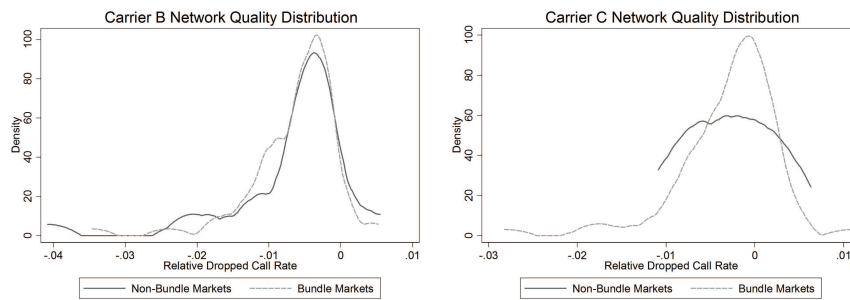 Carrier B Network Quality Distribution
Density
0 20 40 60 80 100
-.04 -.03 -.02 -.01 0 .01
Relative Dropped Call Rate
Non-Bundle Markets Bundle Markets
Carrier C Network Quality Distribution
Density
0 20 40 60 80 100
-.03 -.02 -.01 0 .01
Relative Dropped Call Rate
Non-Bundle Markets Bundle Markets